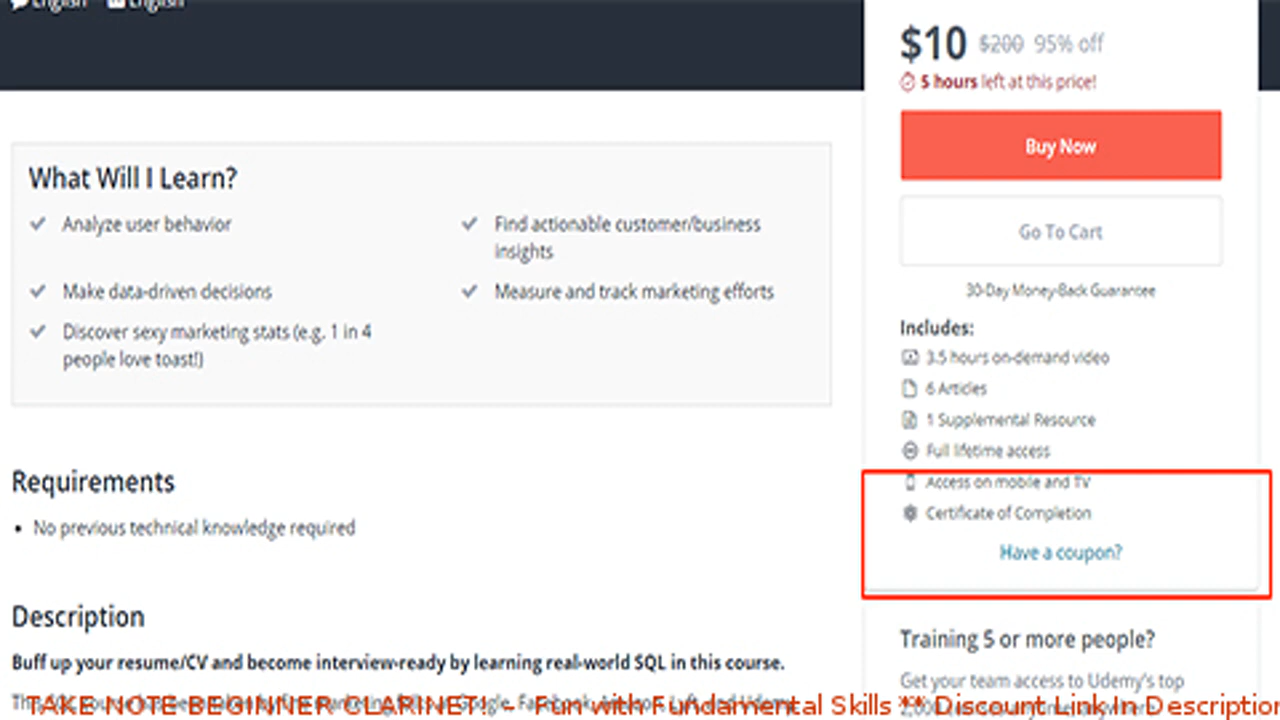 English English
$10 $200 95% off
5 hours left at this price!
Buy Now
Go To Cart
30-Day Money-Back Guarantee
Includes:
3.5 hours on-demand video
6 Articles
1 Supplemental Resource
Full lifetime access
Access on mobile and TV
Certificate of Completion
Have a coupon?
Training 5 or more people?
Get your team access to Udemy's top
What Will I Learn?
Analyze user behavior
Find actionable customer/business
insights
Make data-driven decisions
Measure and track marketing efforts
Discover sexy marketing stats (e.g. 1 in 4
people love toast!)
Requirements
• No previous technical knowledge required
Description
Buff up your resume/CV and become interview-ready by learning real-world SQL in this course.
TAKE NOTE BEGINNER CLARINET! - Fun with Fundamental Skills ** Discount Link in Description